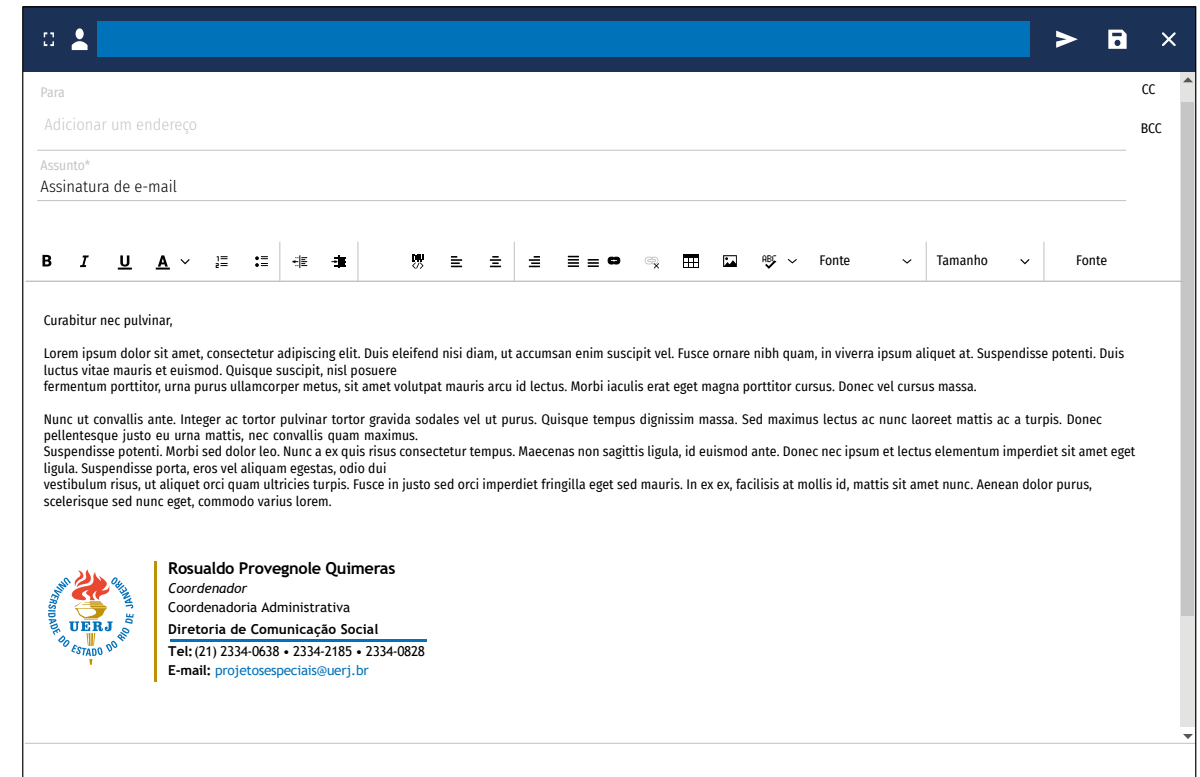 Para
CC
Adicionar um endereço
BCC
Assunto*
Assinatura de e-mail
B I U A ABC Fonte Tamanho Fonte
Curabitur nec pulvinar,
Lorem ipsum dolor sit amet, consectetur adipiscing elit. Duis eleifend nisi diam, ut accumsan enim suscipit vel. Fusce ornare nibh quam, in viverra ipsum aliquet at. Suspendisse potenti. Duis
luctus vitae mauris et euismod. Quisque suscipit, nisl posuere
fermentum porttitor, urna purus ullamcorper metus, sit amet volutpat mauris arcu id lectus. Morbi iaculis erat eget magna porttitor cursus. Donec vel cursus massa.
Nunc ut convallis ante. Integer ac tortor pulvinar tortor gravida sodales vel ut purus. Quisque tempus dignissim massa. Sed maximus lectus ac nunc laoreet mattis ac a turpis. Donec
pellentesque justo eu urna mattis, nec convallis quam maximus.
Suspendisse potenti. Morbi sed dolor leo. Nunc a ex quis risus consectetur tempus. Maecenas non sagittis ligula, id euismod ante. Donec nec ipsum et lectus elementum imperdiet sit amet eget
ligula. Suspendisse porta, eros vel aliquam egestas, odio dui
vestibulum risus, ut aliquet orci quam ultricies turpis. Fusce in justo sed orci imperdiet fringilla eget sed mauris. In ex ex, facilisis at mollis id, mattis sit amet nunc. Aenean dolor purus,
scelerisque sed nunc eget, commodo varius lorem.
UNIVERSIDADE DO ESTADO DO RIO DE JANEIRO
UERJ
Rosualdo Provegnole Quimeras
Coordenador
Coordenadoria Administrativa
Diretoria de Comunicação Social
Tel: (21) 2334-0638 • 2334-2185 • 2334-0828
E-mail: projetosespeciais@uerj.br